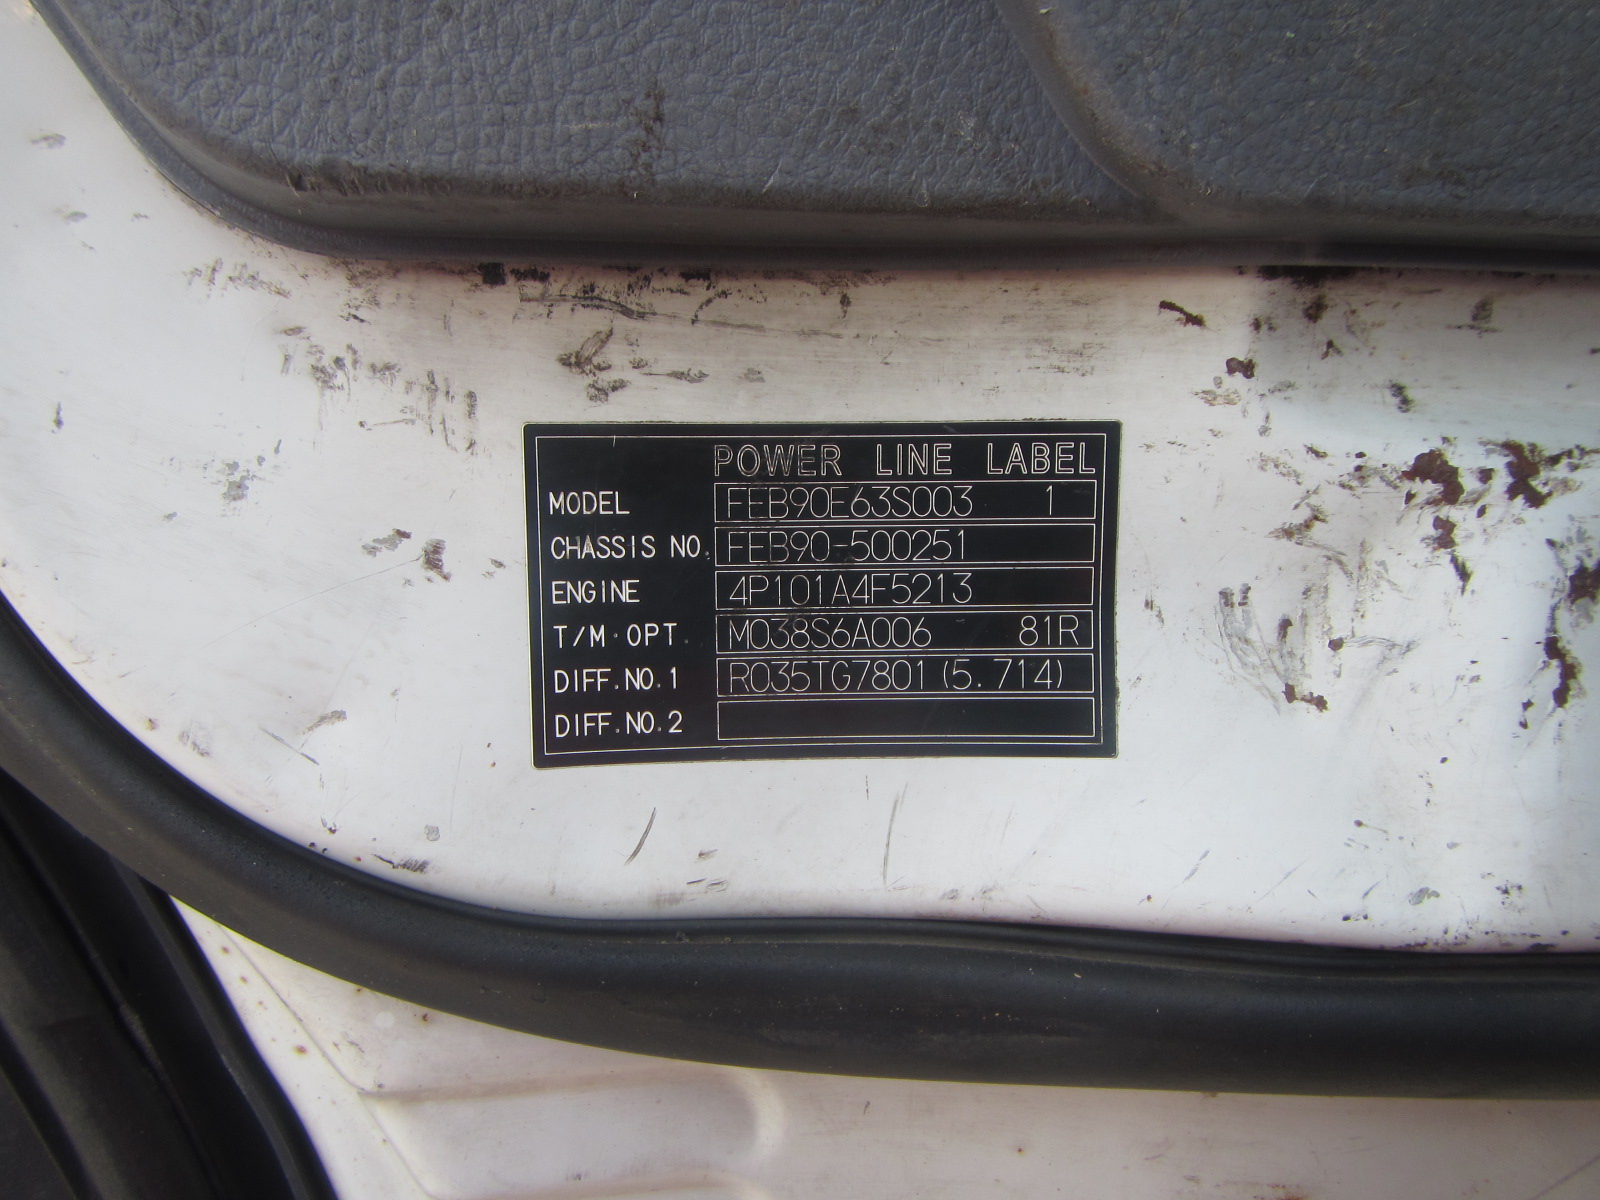 POWER LINE LABEL
MODEL FEB90E63S003 1
CHASSIS NO. FEB90-500251
ENGINE 4P101A4F5213
T/M.OPT. M038S6A006 81R
DIFF.NO.1 R035TG7801(5.714)
DIFF.NO.2